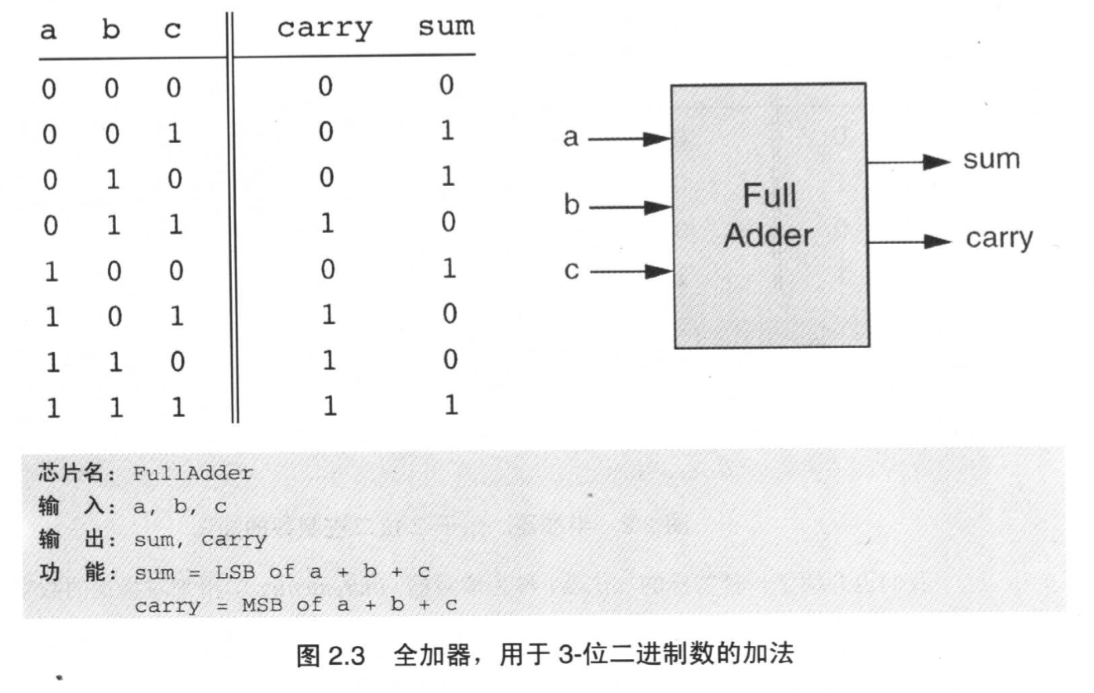 a b c carry sum
0 0 0 0 0
0 0 1 0 1
0 1 0 0 1
0 1 1 1 0
1 0 0 0 1
1 0 1 1 0
1 1 0 1 0
1 1 1 1 1
a
b
c
Full
Adder
sum
carry
芯片名: FullAdder
输 入: a, b, c
输 出: sum, carry
功 能: sum = LSB of a + b + c
carry = MSB of a + b + c
图 2.3 全加器，用于 3-位二进制数的加法